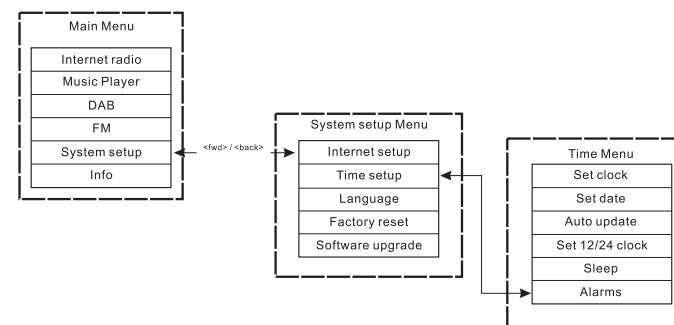 Main Menu
Internet radio
Music Player
DAB
FM
System setup
Info
<fwd> / <back>
System setup Menu
Internet setup
Time setup
Language
Factory reset
Software upgrade
Time Menu
Set clock
Set date
Auto update
Set 12/24 clock
Sleep
Alarms